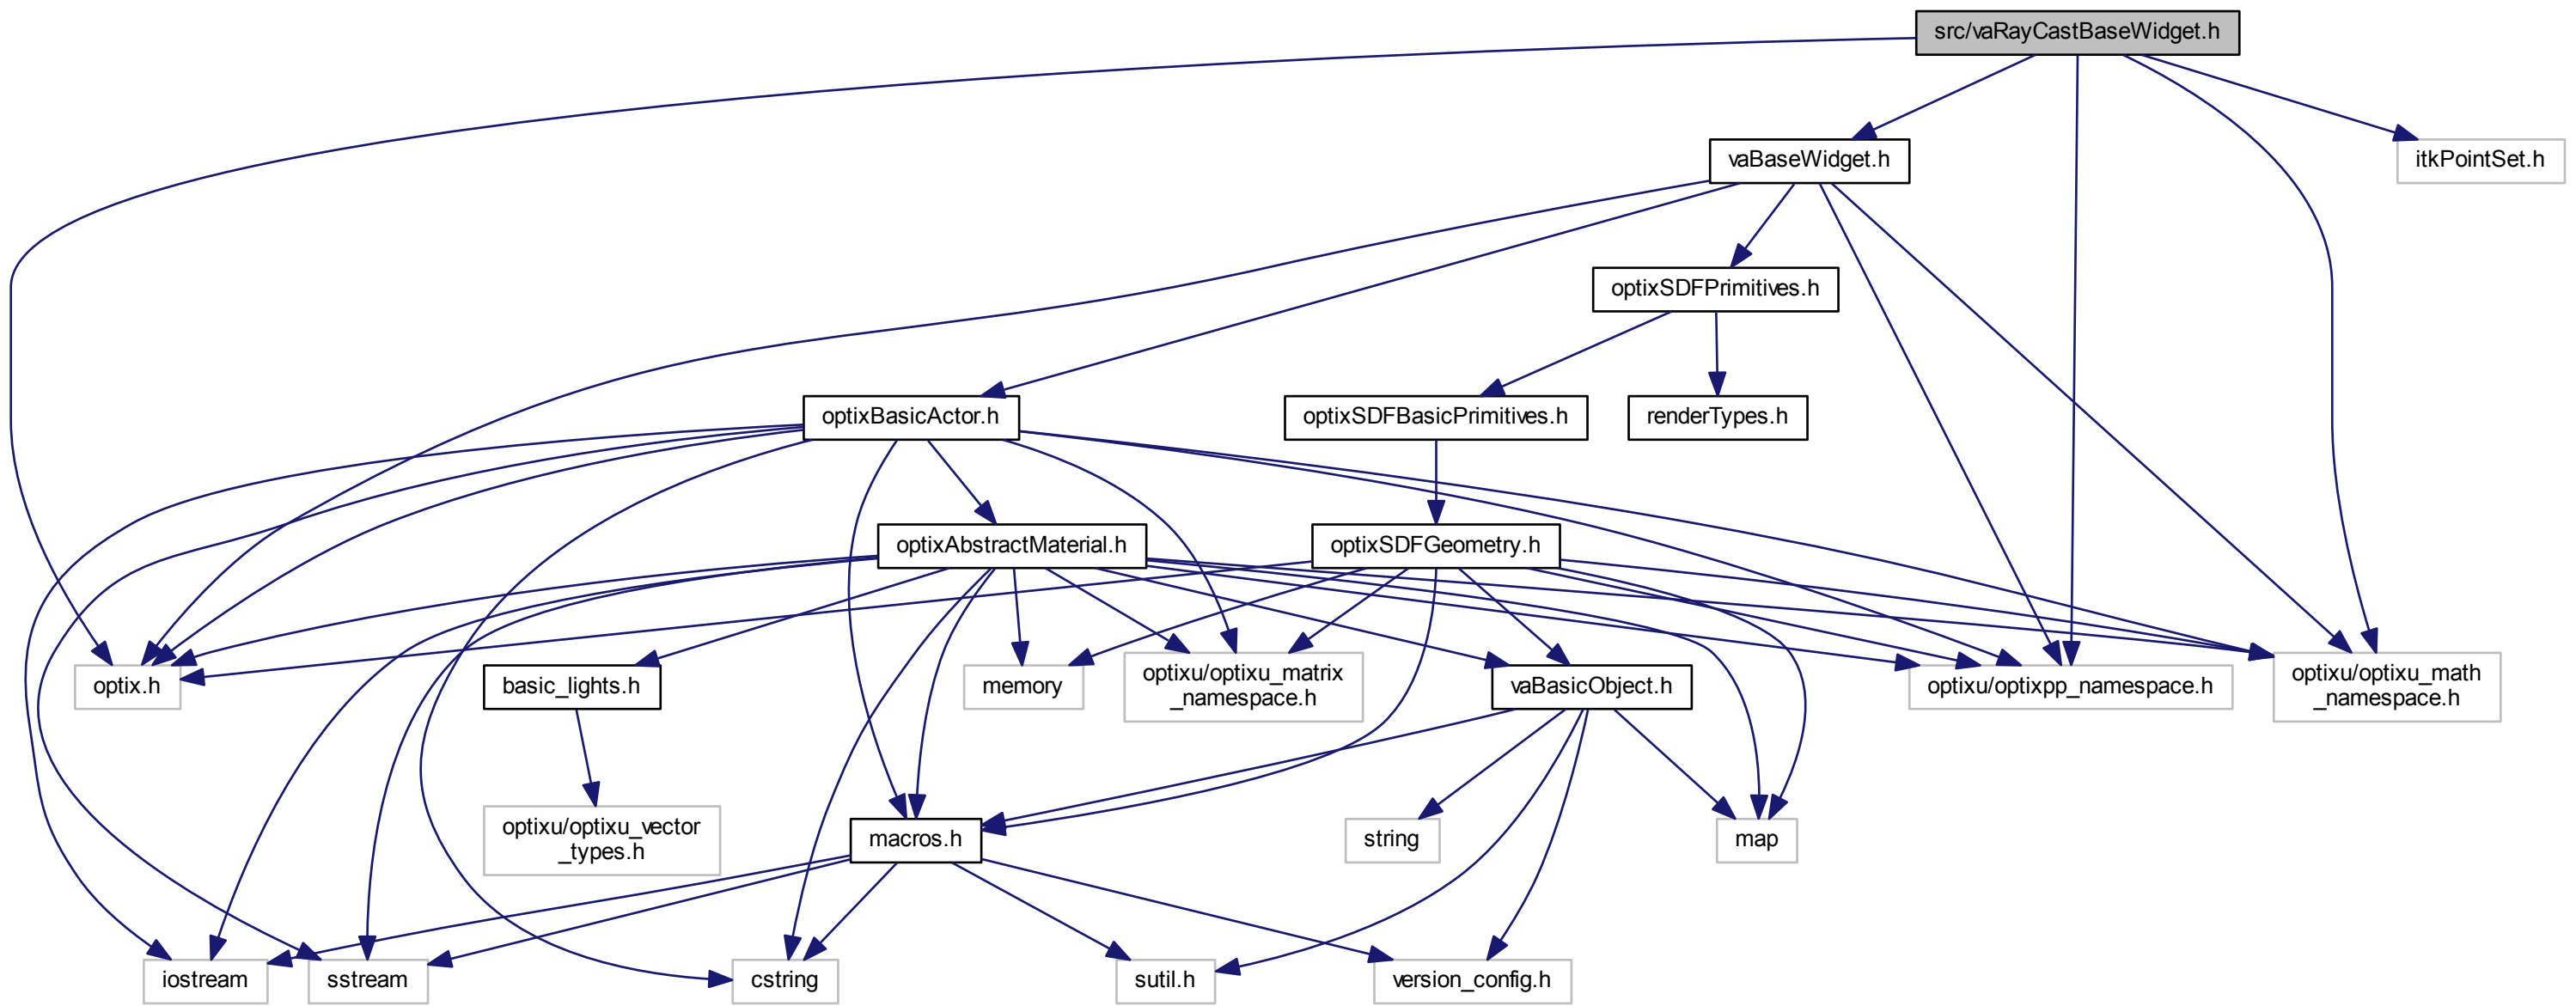 src/vaRayCastBaseWidget.h
vaBaseWidget.h
itkPointSet.h
optixSDFPrimitives.h
optixBasicActor.h
optixSDFBasicPrimitives.h
renderTypes.h
optixAbstractMaterial.h
optixSDFGeometry.h
optix.h
basic_lights.h
memory
optixu/optixu_matrix
_namespace.h
vaBasicObject.h
optixu/optixpp_namespace.h
optixu/optixu_math
_namespace.h
optixu/optixu_vector
_types.h
macros.h
string
map
iostream
sstream
cstring
sutil.h
version_config.h